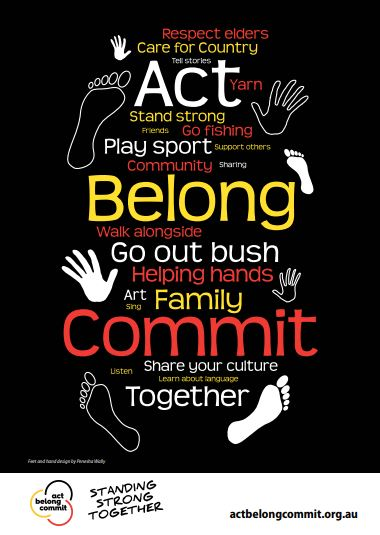 Respect elders
Care for Country
Tell stories
Act
Yarn
Stand strong
Friends
Go fishing
Play sport
Support others
Community
Sharing
Belong
Walk alongside
Go out bush
Helping hands
Art
Family
Sing
Commit
Share your culture
Listen
Learn about language
Together
Feet and hand design by Peneisha Wally
act
belong
commit
STANDING
STRONG
TOGETHER
actbelongcommit.org.au